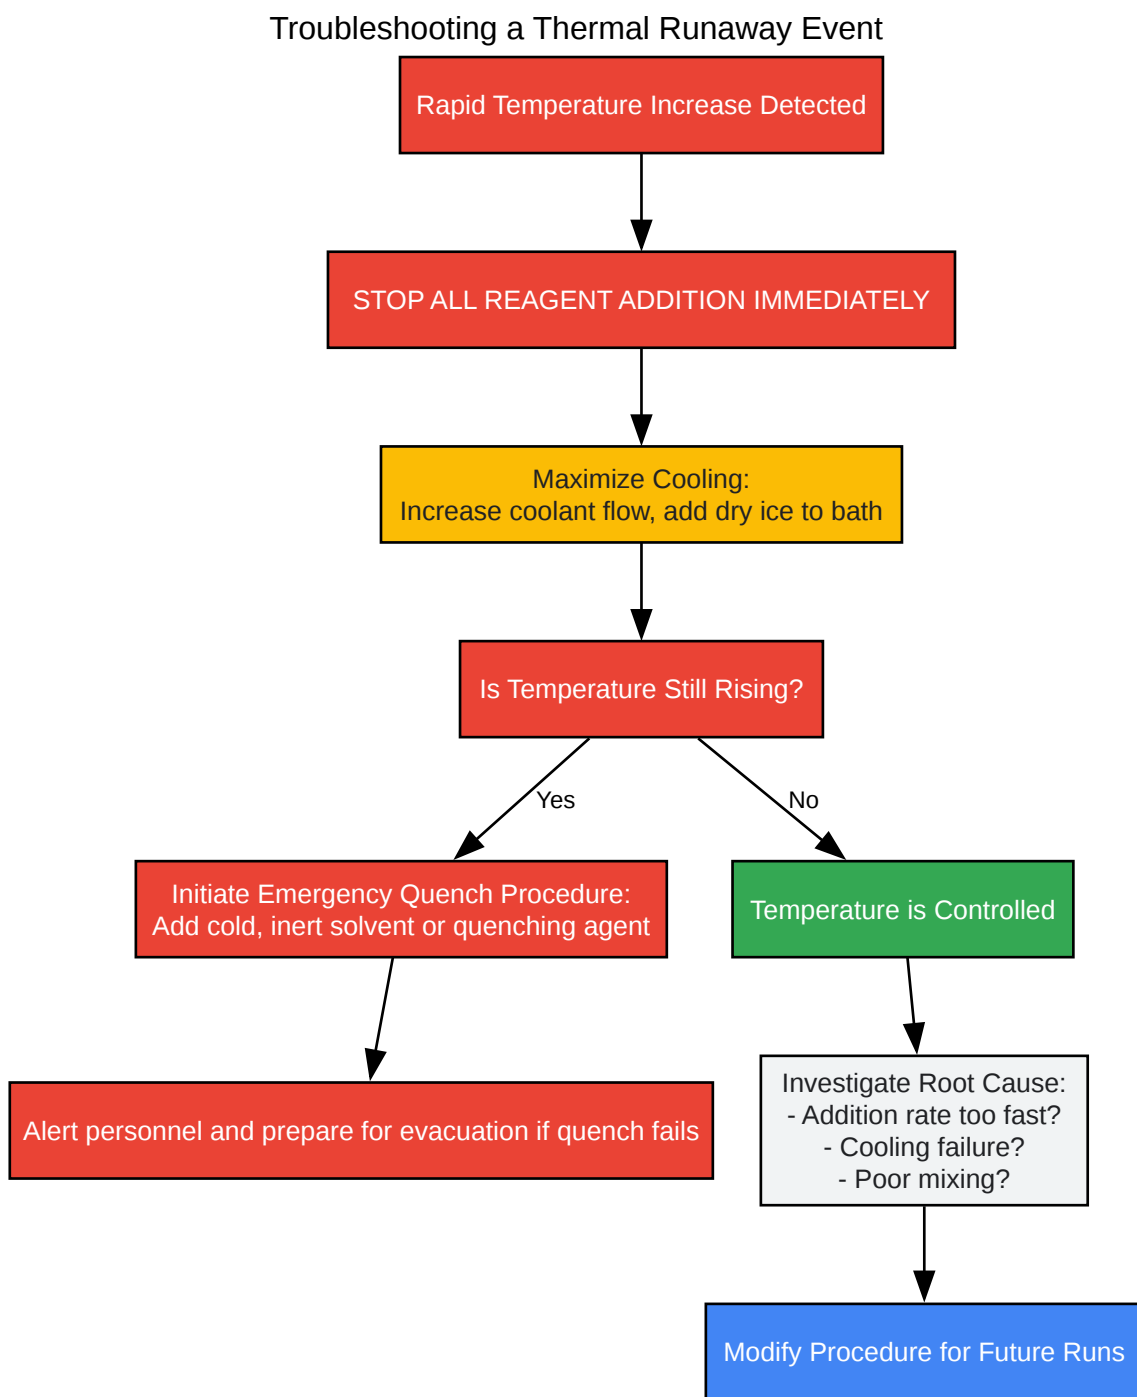 Troubleshooting a Thermal Runaway Event
Rapid Temperature Increase Detected
STOP ALL REAGENT ADDITION IMMEDIATELY
Maximize Cooling:
Increase coolant flow, add dry ice to bath
Is Temperature Still Rising?
Yes
No
Initiate Emergency Quench Procedure:
Add cold, inert solvent or quenching agent
Temperature is Controlled
Alert personnel and prepare for evacuation if quench fails
Investigate Root Cause:
- Addition rate too fast?
- Cooling failure?
- Poor mixing?
Modify Procedure for Future Runs